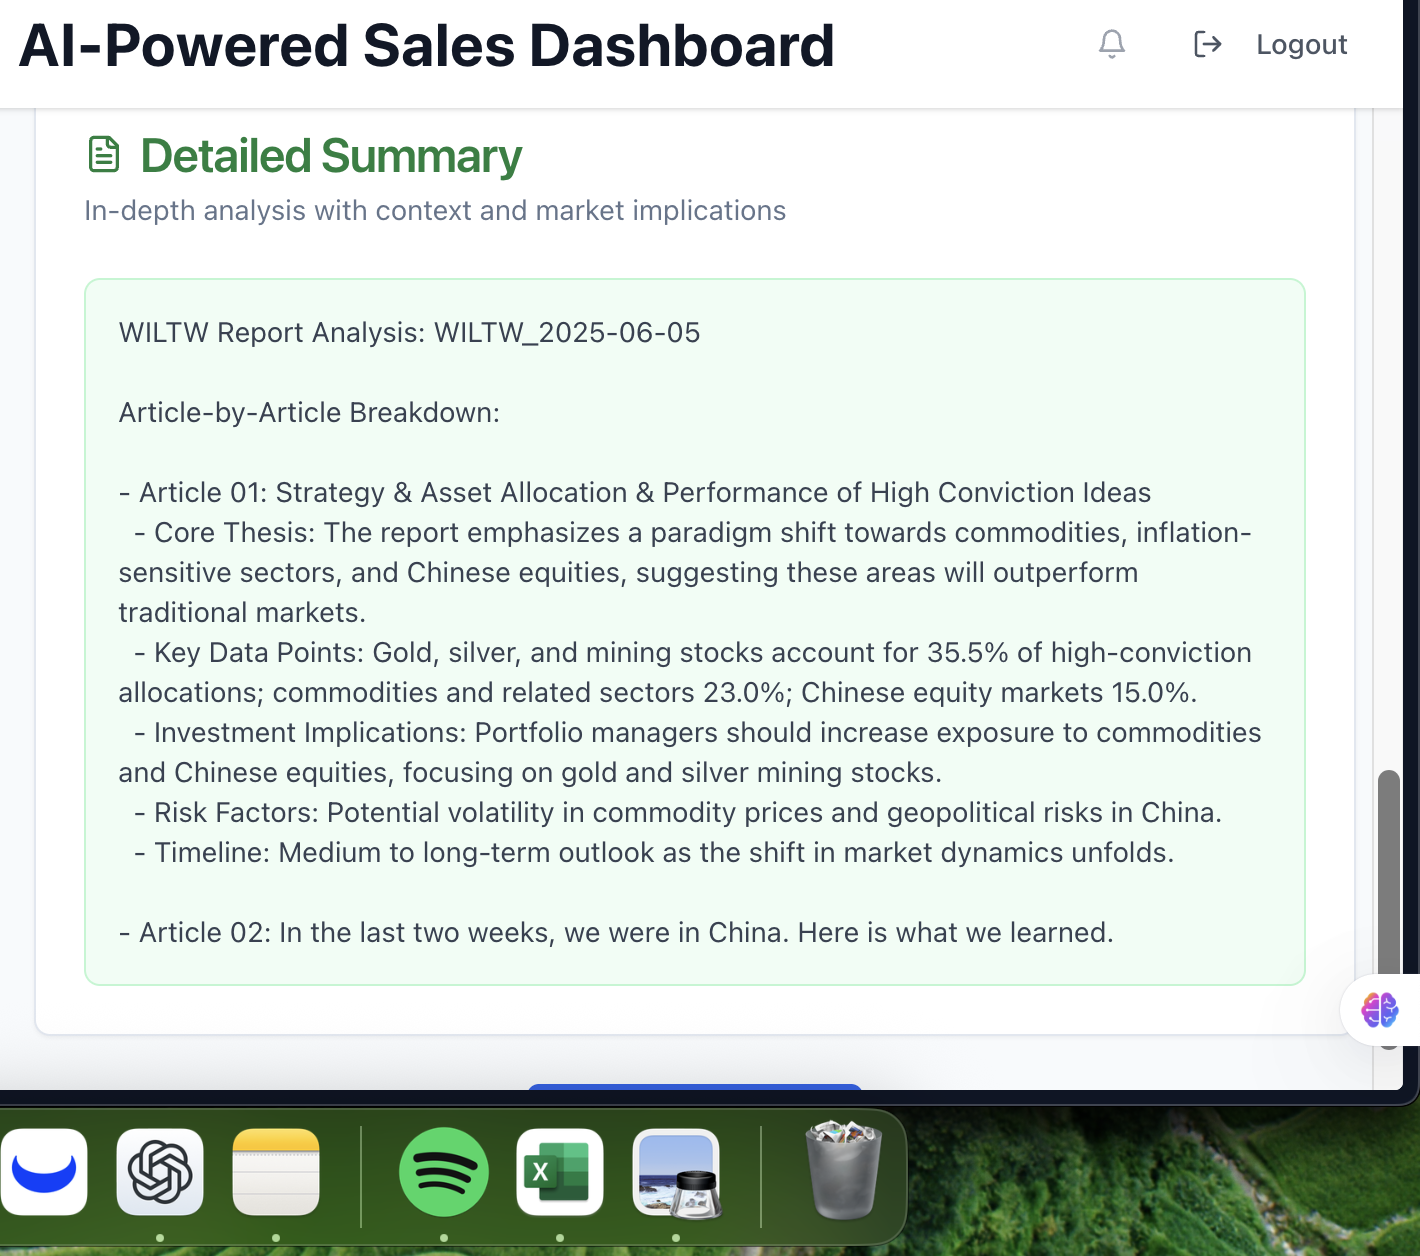 AI-Powered Sales Dashboard
Logout
Detailed Summary
In-depth analysis with context and market implications
WILTW Report Analysis: WILTW_2025-06-05
Article-by-Article Breakdown:
- Article 01: Strategy & Asset Allocation & Performance of High Conviction Ideas
- Core Thesis: The report emphasizes a paradigm shift towards commodities, inflation-
sensitive sectors, and Chinese equities, suggesting these areas will outperform
traditional markets.
- Key Data Points: Gold, silver, and mining stocks account for 35.5% of high-conviction
allocations; commodities and related sectors 23.0%; Chinese equity markets 15.0%.
- Investment Implications: Portfolio managers should increase exposure to commodities
and Chinese equities, focusing on gold and silver mining stocks.
- Risk Factors: Potential volatility in commodity prices and geopolitical risks in China.
- Timeline: Medium to long-term outlook as the shift in market dynamics unfolds.
- Article 02: In the last two weeks, we were in China. Here is what we learned.
X